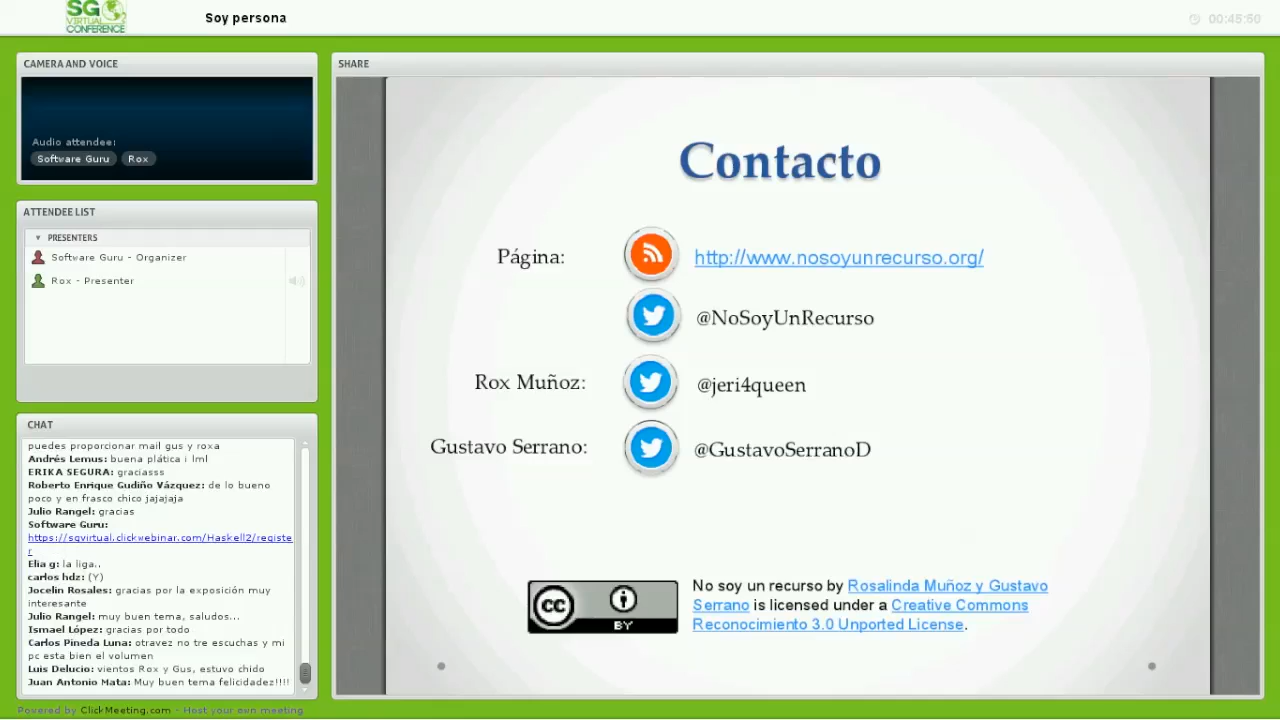 SG
VIRTUAL
CONFERENCE
Soy persona
00:45:50
CAMERA AND VOICE
Audio attendee:
Software Guru Rox
ATTENDEE LIST
PRESENTERS
Software Guru - Organizer
Rox - Presenter
CHAT
puedes proporcionar mail gus y roxa
Andrés Lemus: buena plática i lml
ERIKA SEGURA: graciasss
Roberto Enrique Gudiño Vázquez: de lo bueno
poco y en frasco chico jajajaja
Julio Rangel: gracias
Software Guru:
https://sgvirtual.clickwebinar.com/Haskell2/registe
r
Elia g: la liga..
carlos hdz: (Y)
Jocelin Rosales: gracias por la exposición muy
interesante
Julio Rangel: muy buen tema, saludos...
Ismael López: gracias por todo
Carlos Pineda Luna: otravez no tre escuchas y mi
pc esta bien el volumen
Luis Delucio: vientos Rox y Gus, estuvo chido
Juan Antonio Mata: Muy buen tema felicidadez!!!!
Powered by ClickMeeting.com - Host your own meeting
SHARE
Contacto
Página: http://www.nosoyunrecurso.org/
@NoSoyUnRecurso
Rox Muñoz: @jeri4queen
Gustavo Serrano: @GustavoSerranoD
CC BY
No soy un recurso by Rosalinda Muñoz y Gustavo
Serrano is licensed under a Creative Commons
Reconocimiento 3.0 Unported License.